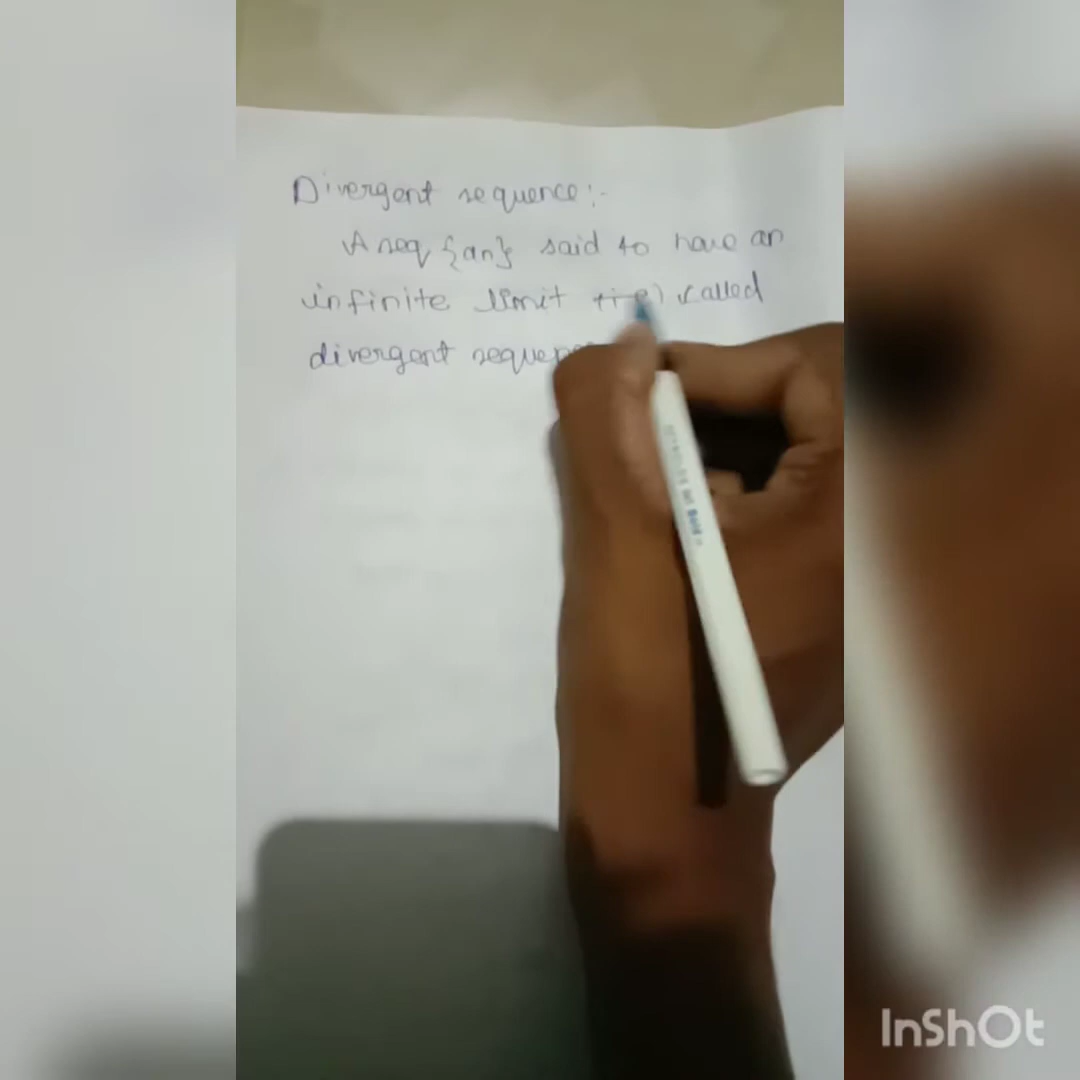 Divergent sequence:-
A seq {an} said to have an
infinite limit called
divergent
InShOt